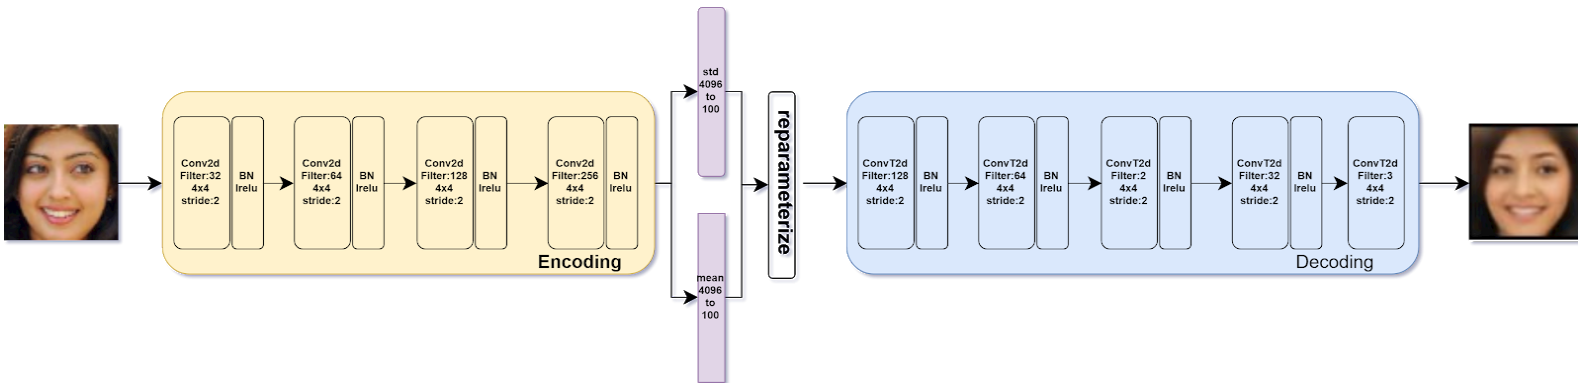 Conv2d
Filter:32
4x4
stride:2
BN
lrelu
Conv2d
Filter:64
4x4
stride:2
BN
lrelu
Conv2d
Filter:128
4x4
stride:2
BN
lrelu
Conv2d
Filter:256
4x4
stride:2
BN
lrelu
Encoding
std
4096
to
100
mean
4096
to
100
reparameterize
ConvT2d
Filter:128
4x4
stride:2
BN
lrelu
ConvT2d
Filter:64
4x4
stride:2
BN
lrelu
ConvT2d
Filter:2
4x4
stride:2
BN
lrelu
ConvT2d
Filter:32
4x4
stride:2
BN
lrelu
ConvT2d
Filter:3
4x4
stride:2
Decoding